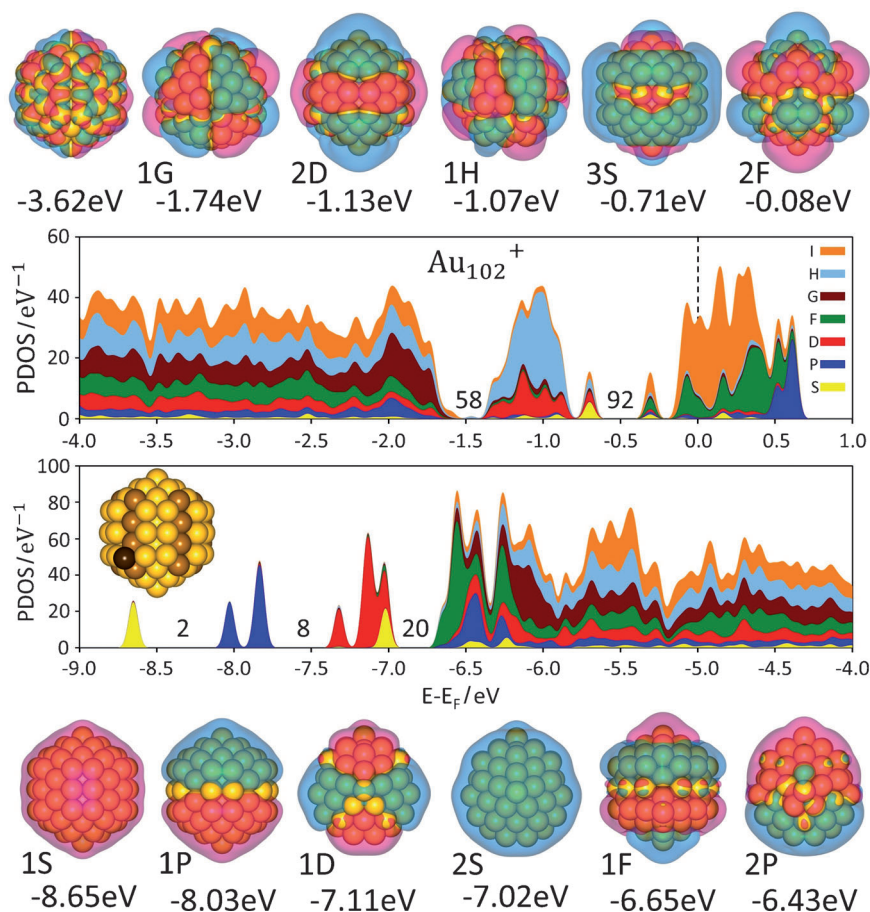 1G 2D 1H 3S 2F
-3.62eV -1.74eV -1.13eV -1.07eV -0.71eV -0.08eV
60
40
20
0
PDOS/eV⁻¹
Au₁₀₂⁺
58 92
I
H
G
F
D
P
S
-4.0 -3.5 -3.0 -2.0 -2.0 -1.5 -1.0 -0.5 0.0 0.5 1.0
100
80
60
40
20
0
PDOS/eV⁻¹
2 8 20
-9.0 -8.5 -8.0 -7.5 -7.0 -6.5 -6.0 -5.5 -5.0 -4.5 -4.0
E-E_F/eV
1S 1P 1D 2S 1F 2P
-8.65eV -8.03eV -7.11eV -7.02eV -6.65eV -6.43eV